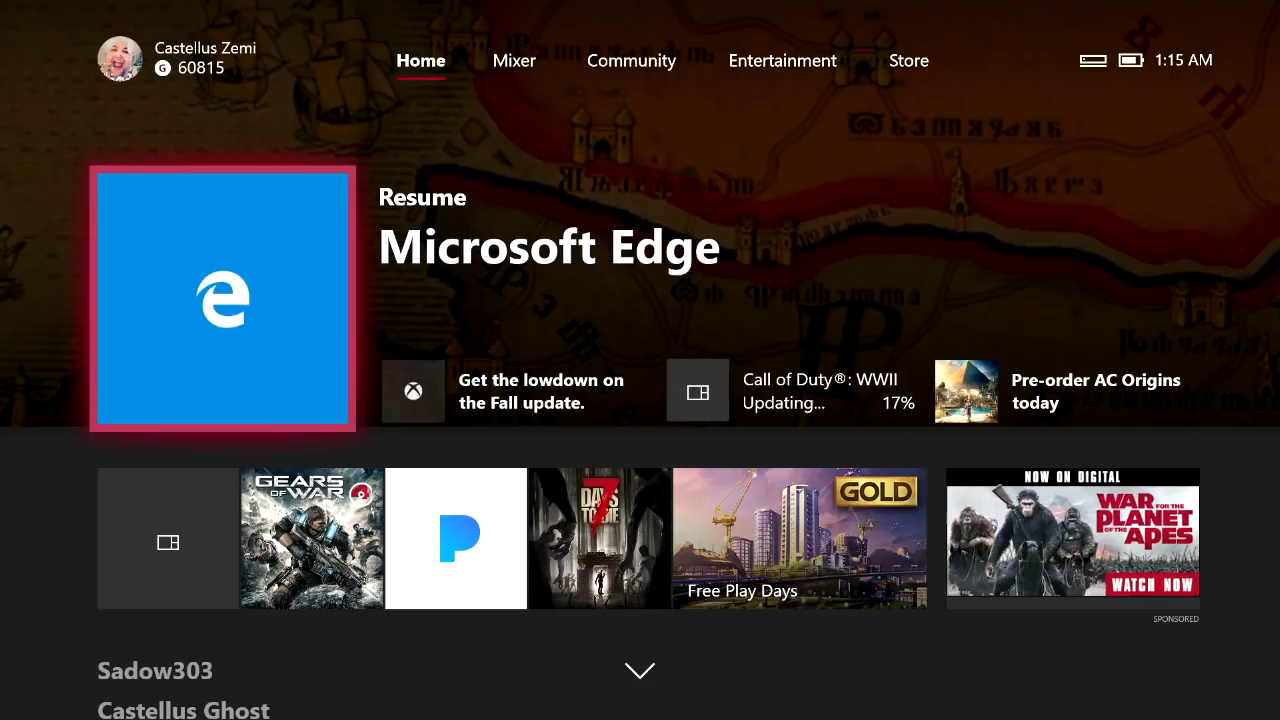 Castellus Zemi
G 60815
Home
Mixer
Community
Entertainment
Store
1:15 AM
Resume
Microsoft Edge
Get the lowdown on
the Fall update.
Call of Duty®: WWII
Updating... 17%
Pre-order AC Origins
today
GEARS
OF WAR
7
DAYS
TO DIE
GOLD
Free Play Days
NOW ON DIGITAL
WAR FOR THE
PLANET
OF THE
APES
WATCH NOW
SPONSORED
Sadow303
Castellus Ghost